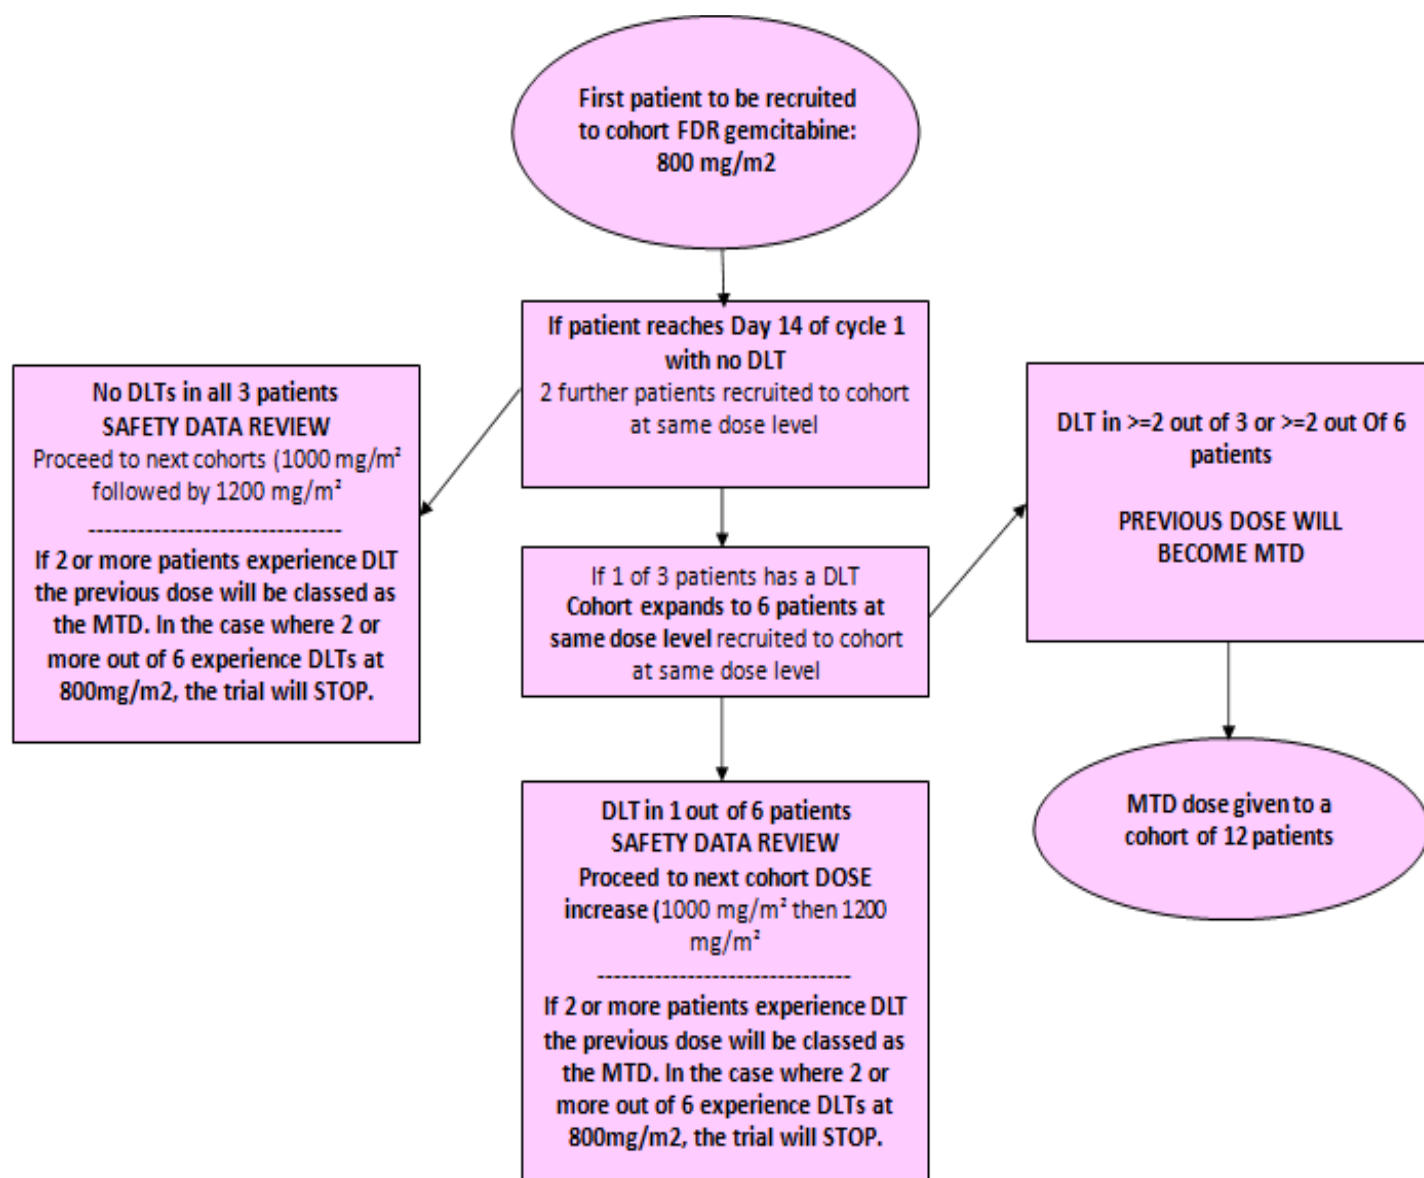 First patient to be recruited
to cohort FDR gemcitabine:
800 mg/m2
If patient reaches Day 14 of cycle 1
with no DLT
2 further patients recruited to cohort
at same dose level
No DLTs in all 3 patients
SAFETY DATA REVIEW
Proceed to next cohorts (1000 mg/m²
followed by 1200 mg/m²
-------------------------------
If 2 or more patients experience DLT
the previous dose will be classed as
the MTD. In the case where 2 or
more out of 6 experience DLTs at
800mg/m2, the trial will STOP.
DLT in >=2 out of 3 or >=2 out Of 6
patients
PREVIOUS DOSE WILL
BECOME MTD
If 1 of 3 patients has a DLT
Cohort expands to 6 patients at
same dose level recruited to cohort
at same dose level
MTD dose given to a
cohort of 12 patients
DLT in 1 out of 6 patients
SAFETY DATA REVIEW
Proceed to next cohort DOSE
increase (1000 mg/m² then 1200
mg/m²
-------------------------------
If 2 or more patients experience DLT
the previous dose will be classed as
the MTD. In the case where 2 or
more out of 6 experience DLTs at
800mg/m2, the trial will STOP.